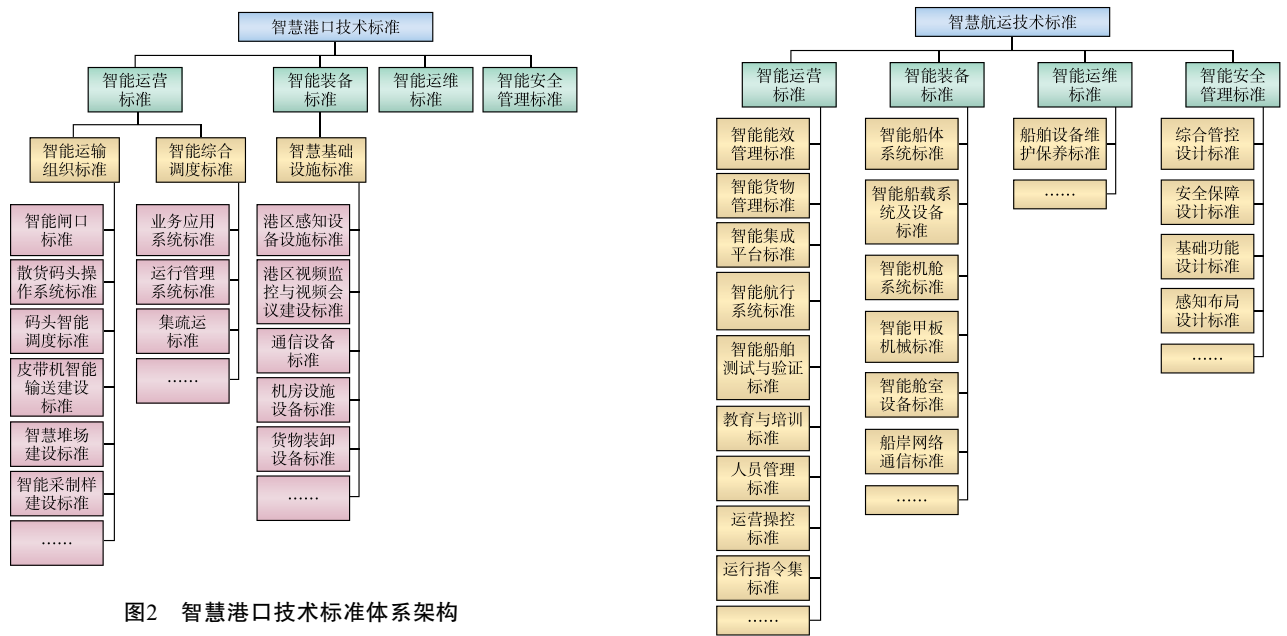 智慧港口技术标准
智能运营
标准
智能装备
标准
智能运维
标准
智能安全
管理标准
智能运输
组织标准
智能综合
调度标准
智慧基础
设施标准
智能闸口
标准
散货码头操
作系统标准
码头智能
调度标准
皮带机智能
输送建设
标准
智慧堆场
建设标准
智能采制样
建设标准
……
业务应用
系统标准
运行管理
系统标准
集疏运
标准
……
港区感知设
备设施标准
港区视频监
控与视频会
议建设标准
通信设备
标准
机房设施
设备标准
货物装卸
设备标准
……
图2 智慧港口技术标准体系架构
智慧航运技术标准
智能运营
标准
智能装备
标准
智能运维
标准
智能安全
管理标准
智能能效
管理标准
智能货物
管理标准
智能集成
平台标准
智能航行
系统标准
智能船舶
测试与验证
标准
教育与培训
标准
人员管理
标准
运营操控
标准
运行指令集
标准
……
智能船体
系统标准
智能船载系
统及设备
标准
智能机舱
系统标准
智能甲板
机械标准
智能舱室
设备标准
船岸网络
通信标准
……
船舶设备维
护保养标准
……
综合管控
设计标准
安全保障
设计标准
基础功能
设计标准
感知布局
设计标准
……